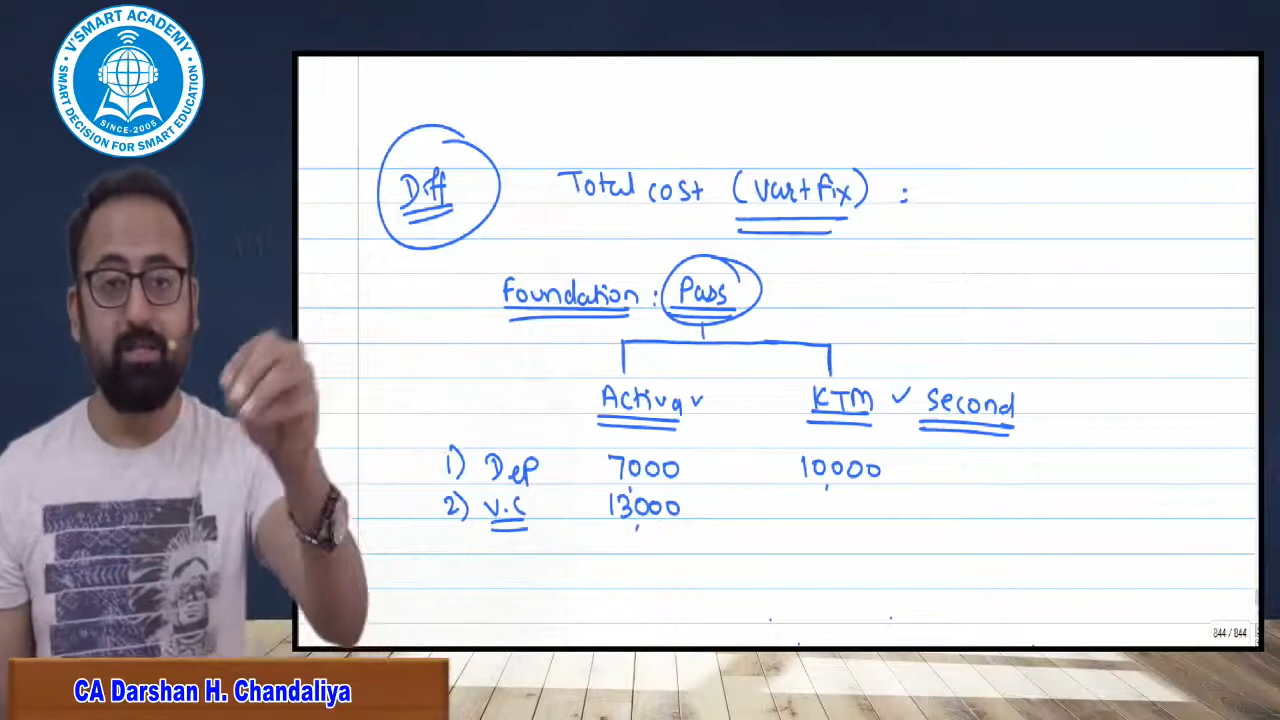 V'SMART ACADEMY
SMART DECISION FOR SMART EDUCATION
SINCE-2005
Diff
Total cost (Var+Fix) :
Foundation : Pass
Activa KTM Second
1) Dep 7000 10000
2) V.C 13000
844 / 844
CA Darshan H. Chandaliya